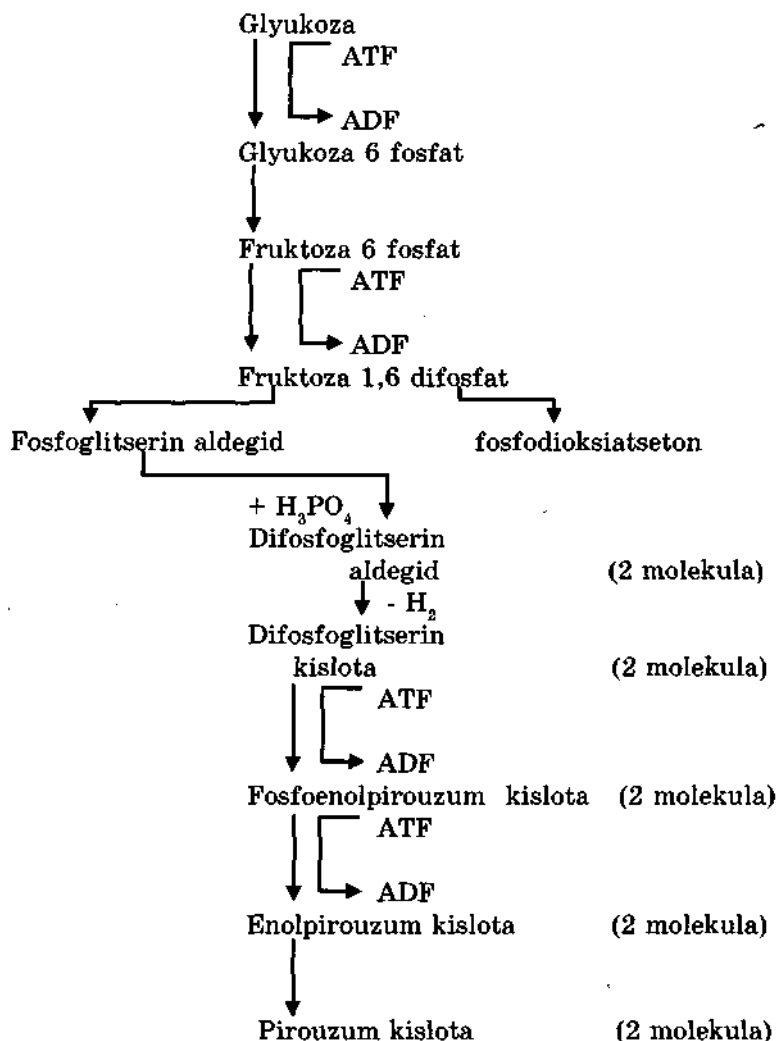 Glyukoza
ATF
ADF
Glyukoza 6 fosfat
Fruktoza 6 fosfat
ATF
ADF
Fruktoza 1,6 difosfat
Fosfoglitserin aldegid fosfodioksiatseton
+ H₃PO₄
Difosfoglitserin
aldegid (2 molekula)
- H₂
Difosfoglitserin
kislota (2 molekula)
ATF
ADF
Fosfoenolpirouzum kislota (2 molekula)
ATF
ADF
Enolpirouzum kislota (2 molekula)
Pirouzum kislota (2 molekula)